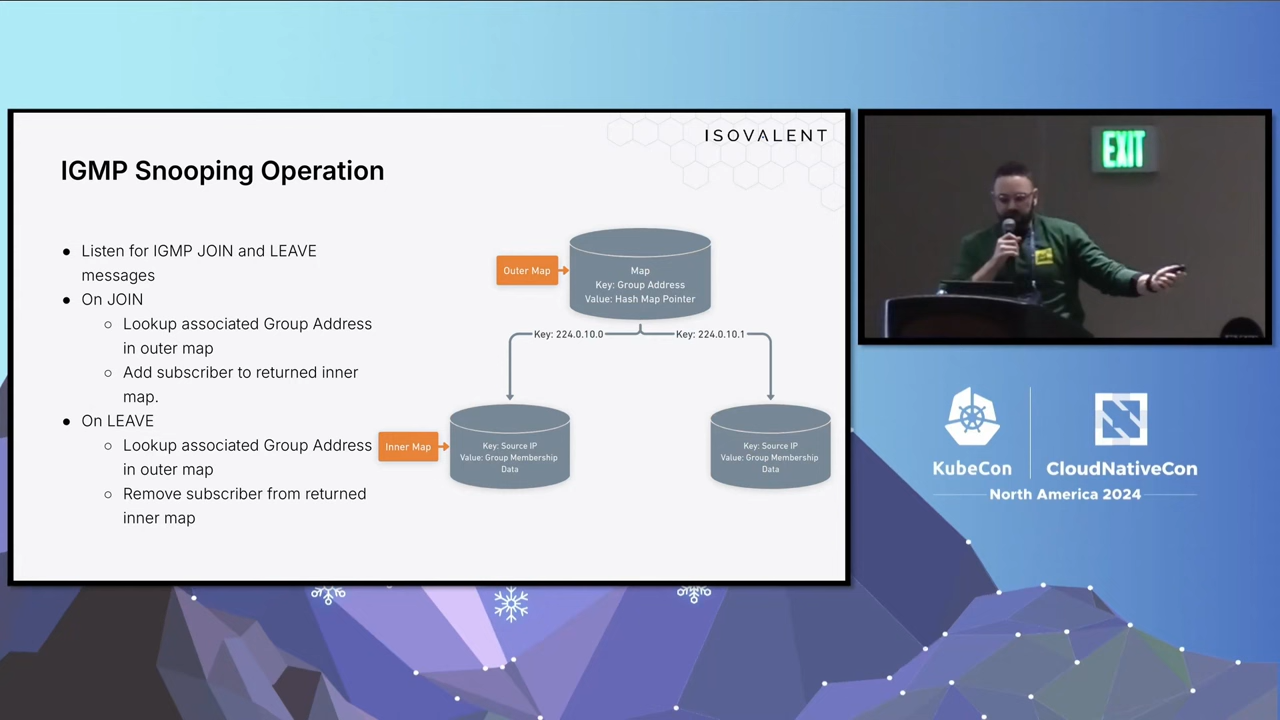 ISOVALENT
IGMP Snooping Operation
● Listen for IGMP JOIN and LEAVE
messages
● On JOIN
○ Lookup associated Group Address
in outer map
○ Add subscriber to returned inner
map.
● On LEAVE
○ Lookup associated Group Address
in outer map
○ Remove subscriber from returned
inner map
Outer Map
Map
Key: Group Address
Value: Hash Map Pointer
Key: 224.0.10.0
Key: 224.0.10.1
Inner Map
Key: Source IP
Value: Group Membership
Data
Key: Source IP
Value: Group Membership
Data
EXIT
KubeCon
CloudNativeCon
North America 2024